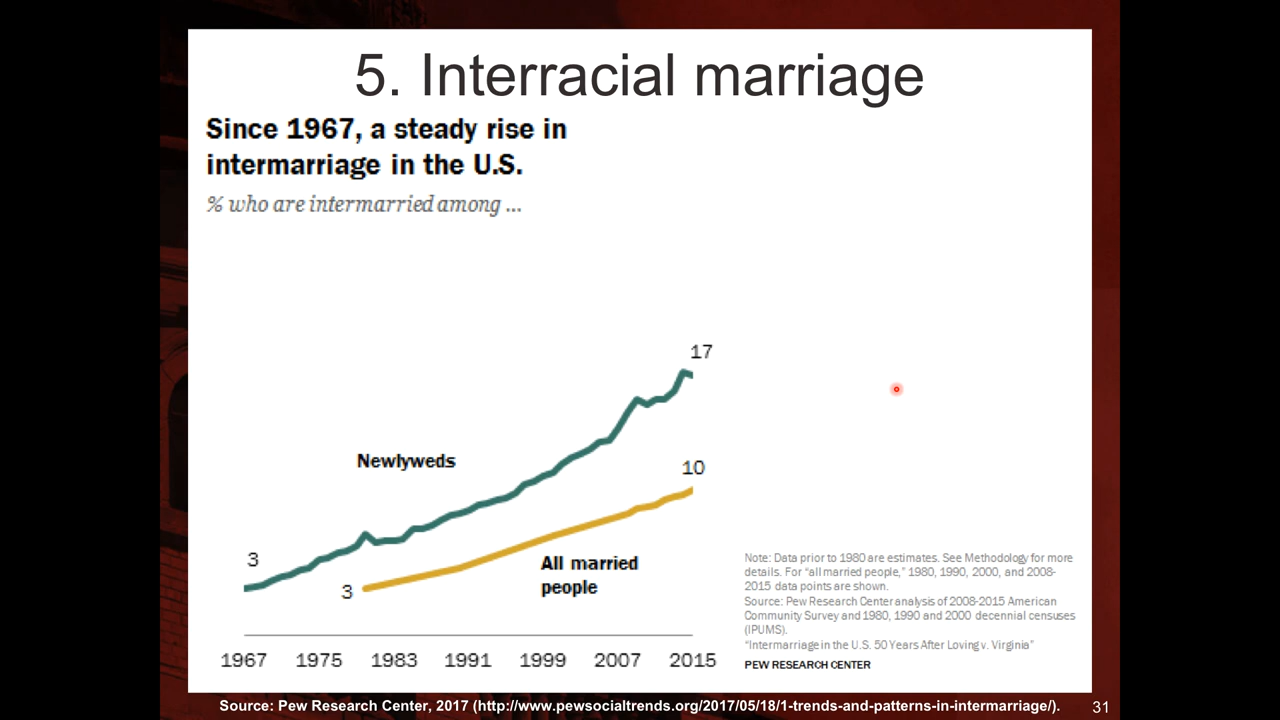 5. Interracial marriage
Since 1967, a steady rise in
intermarriage in the U.S.
% who are intermarried among ...
17
Newlyweds
10
3
All married
people
3
1967 1975 1983 1991 1999 2007 2015
Note: Data prior to 1980 are estimates. See Methodology for more
details. For “all married people,” 1980, 1990, 2000, and 2008-
2015 data points are shown.
Source: Pew Research Center analysis of 2008-2015 American
Community Survey and 1980, 1990 and 2000 decennial censuses
(IPUMS).
“Intermarriage in the U.S. 50 Years After Loving v. Virginia”
PEW RESEARCH CENTER
Source: Pew Research Center, 2017 (http://www.pewsocialtrends.org/2017/05/18/1-trends-and-patterns-in-intermarriage/).
31